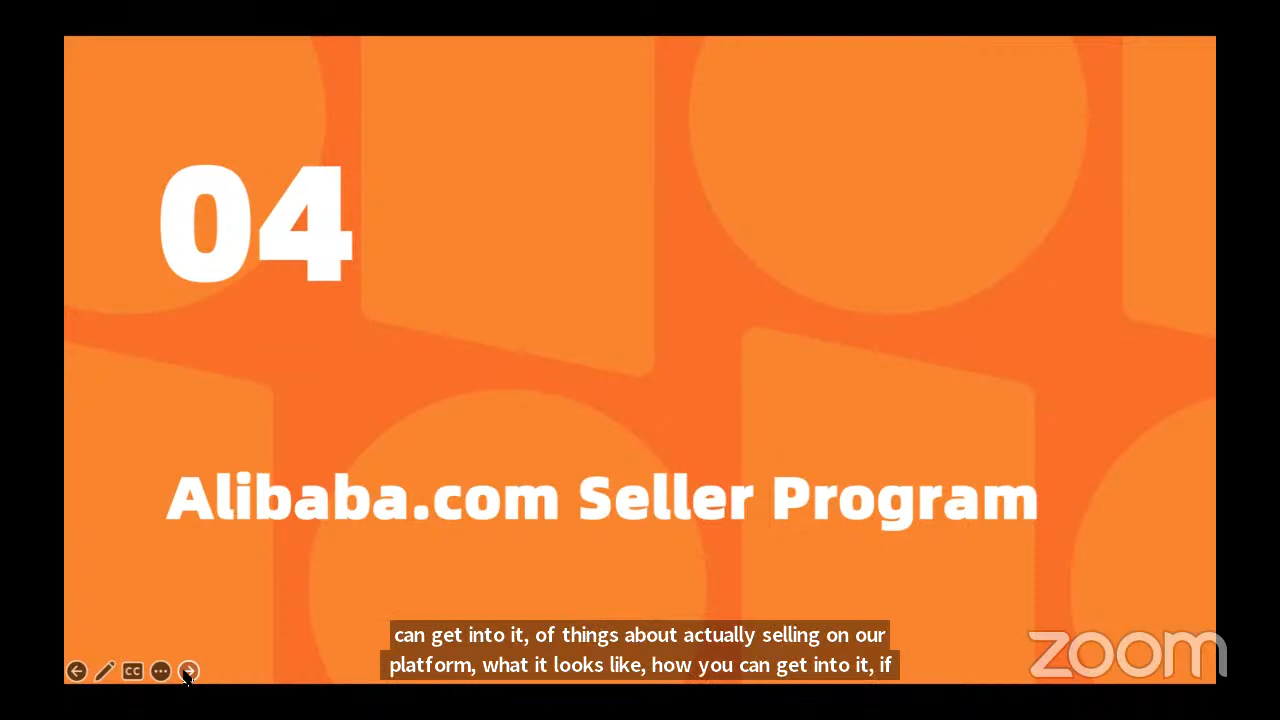 04
Alibaba.com Seller Program
can get into it, of things about actually selling on our
platform, what it looks like, how you can get into it, if
CC
zoom